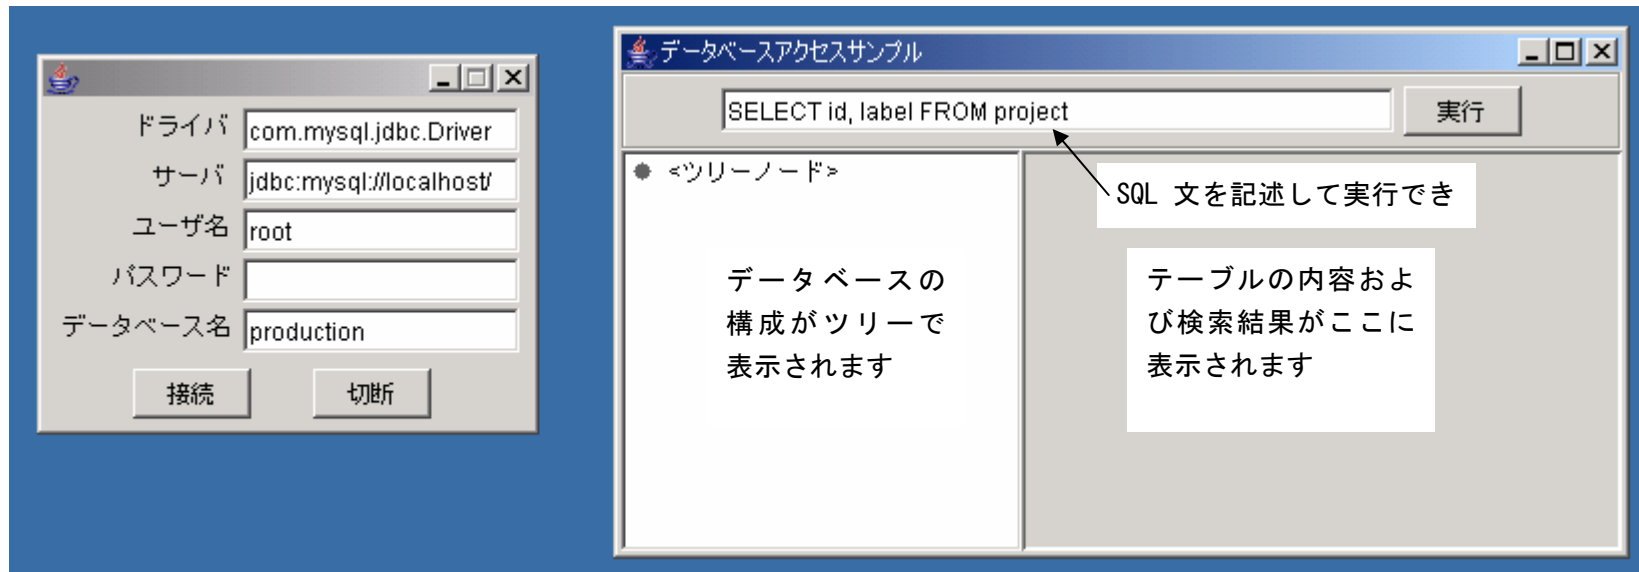 ドライバ com.mysql.jdbc.Driver
サーバ jdbc:mysql://localhost/
ユーザ名 root
パスワード
データベース名 production
接続 切断
データベースアクセスサンプル
SELECT id, label FROM project 実行
<ツリーノード>
SQL 文を記述して実行でき
データベースの
構成がツリーで
表示されます
テーブルの内容およ
び検索結果がここに
表示されます